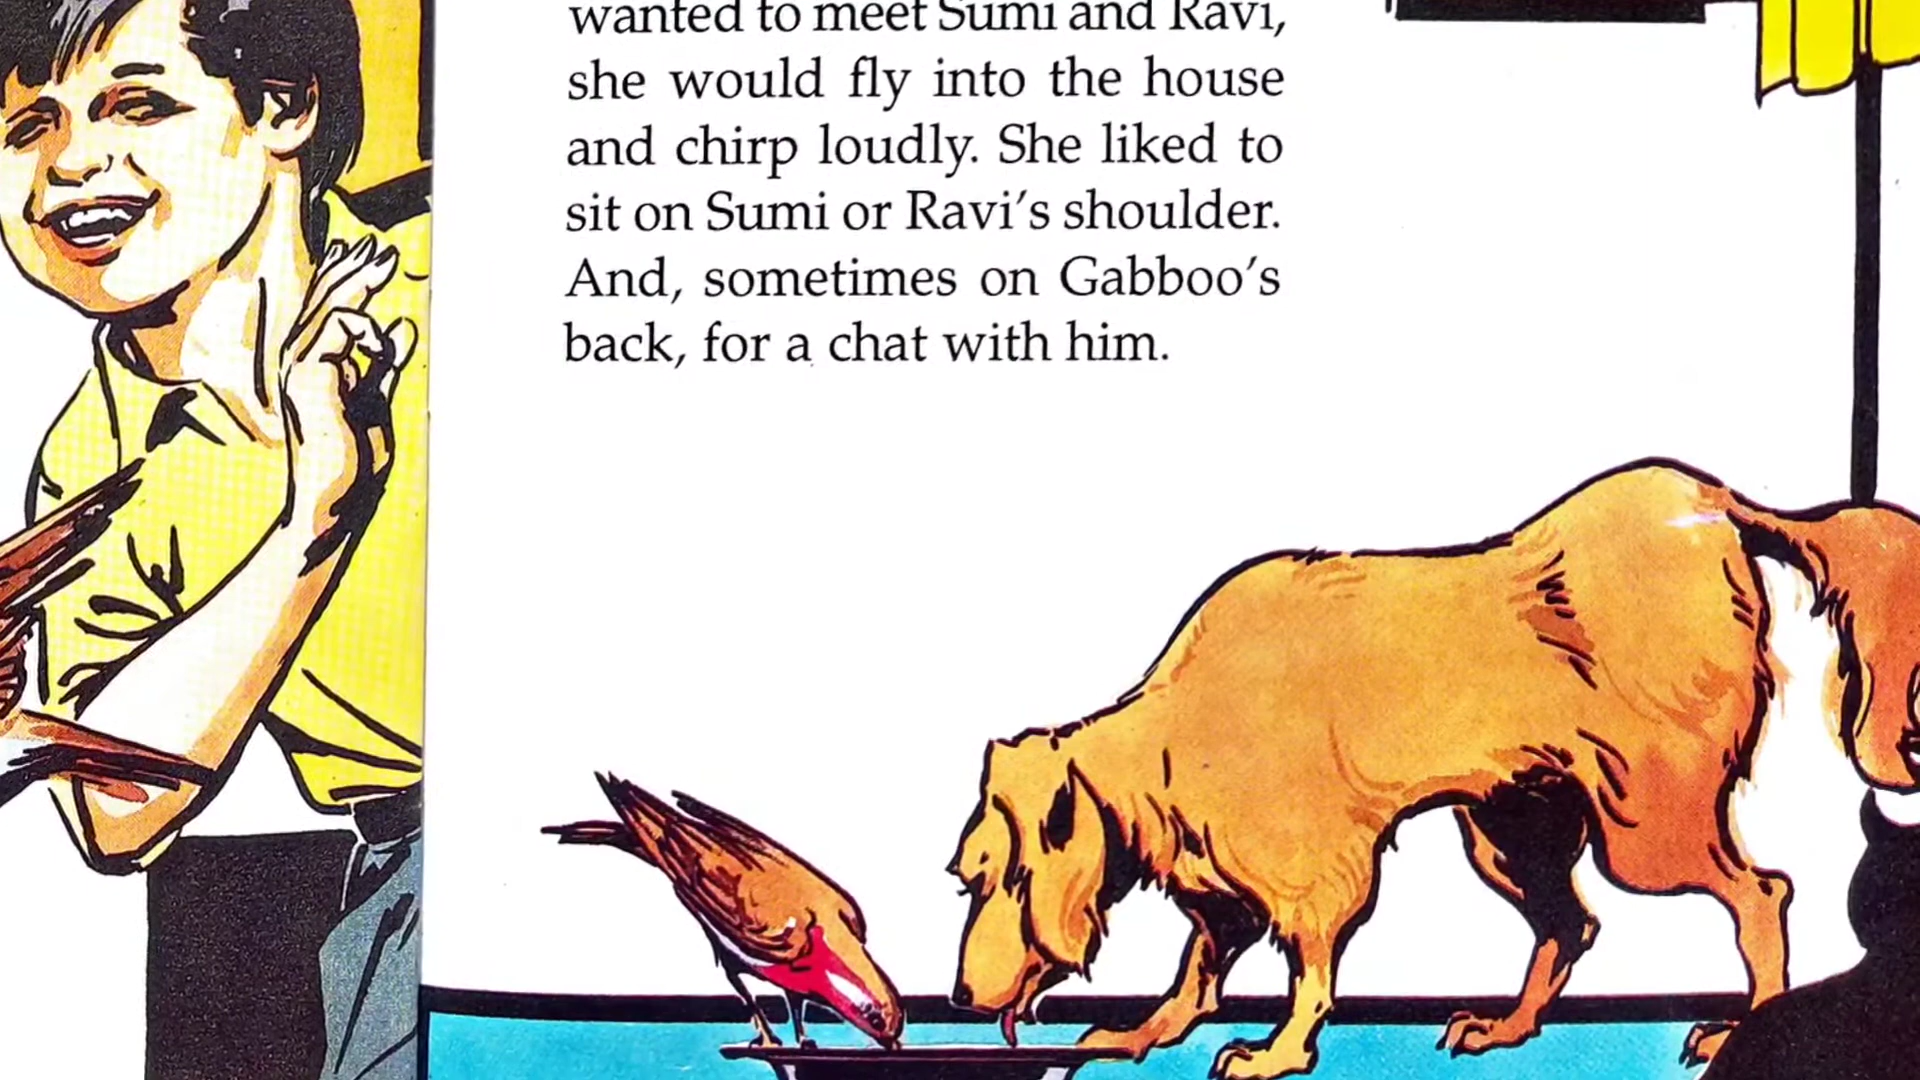 wanted to meet Sumi and Ravi,
she would fly into the house
and chirp loudly. She liked to
sit on Sumi or Ravi's shoulder.
And, sometimes on Gabboo's
back, for a chat with him.